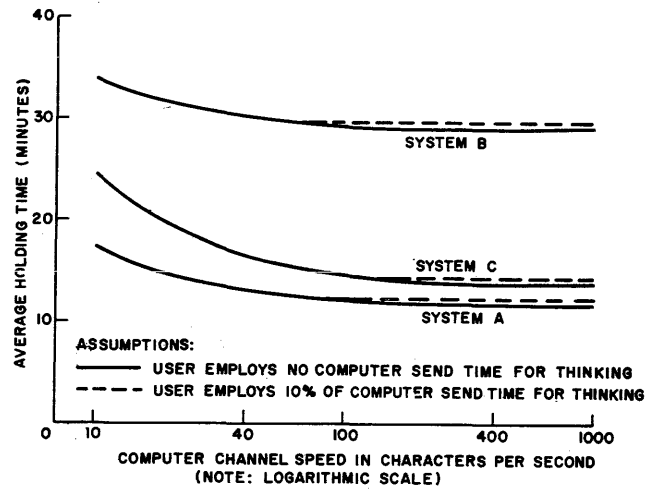 AVERAGE HOLDING TIME (MINUTES)
40
30
20
10
SYSTEM B
SYSTEM C
SYSTEM A
ASSUMPTIONS:
USER EMPLOYS NO COMPUTER SEND TIME FOR THINKING
USER EMPLOYS 10% OF COMPUTER SEND TIME FOR THINKING
0 10 40 100 400 1000
COMPUTER CHANNEL SPEED IN CHARACTERS PER SECOND
(NOTE: LOGARITHMIC SCALE)